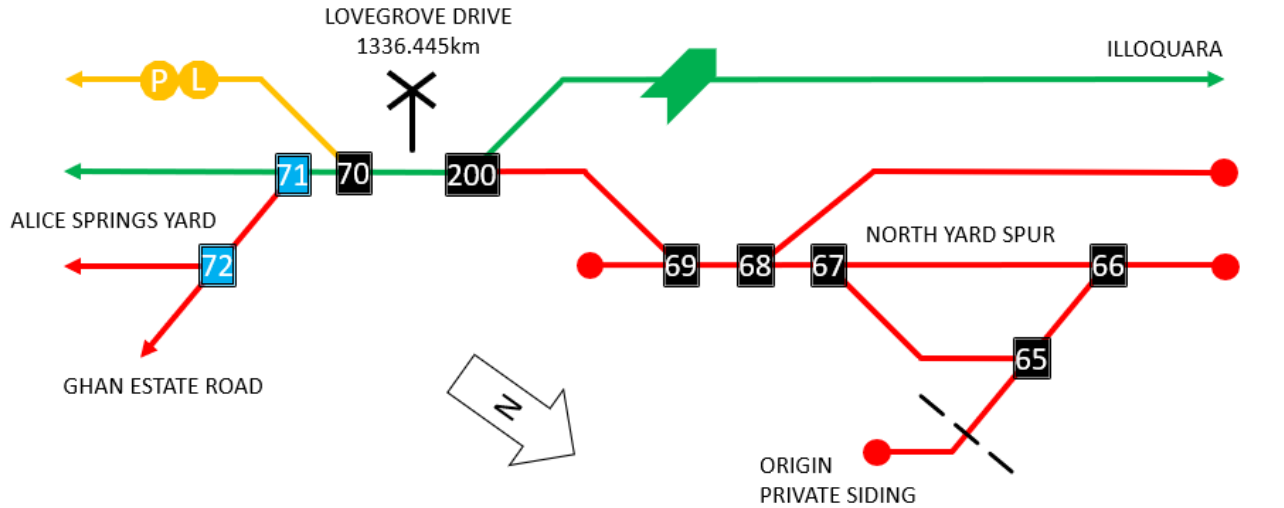 LOVEGROVE DRIVE
1336.445km
ILLOQUARA
P L
71 70 200
ALICE SPRINGS YARD
NORTH YARD SPUR
72 69 68 67 66
65
GHAN ESTATE ROAD
N
ORIGIN
PRIVATE SIDING